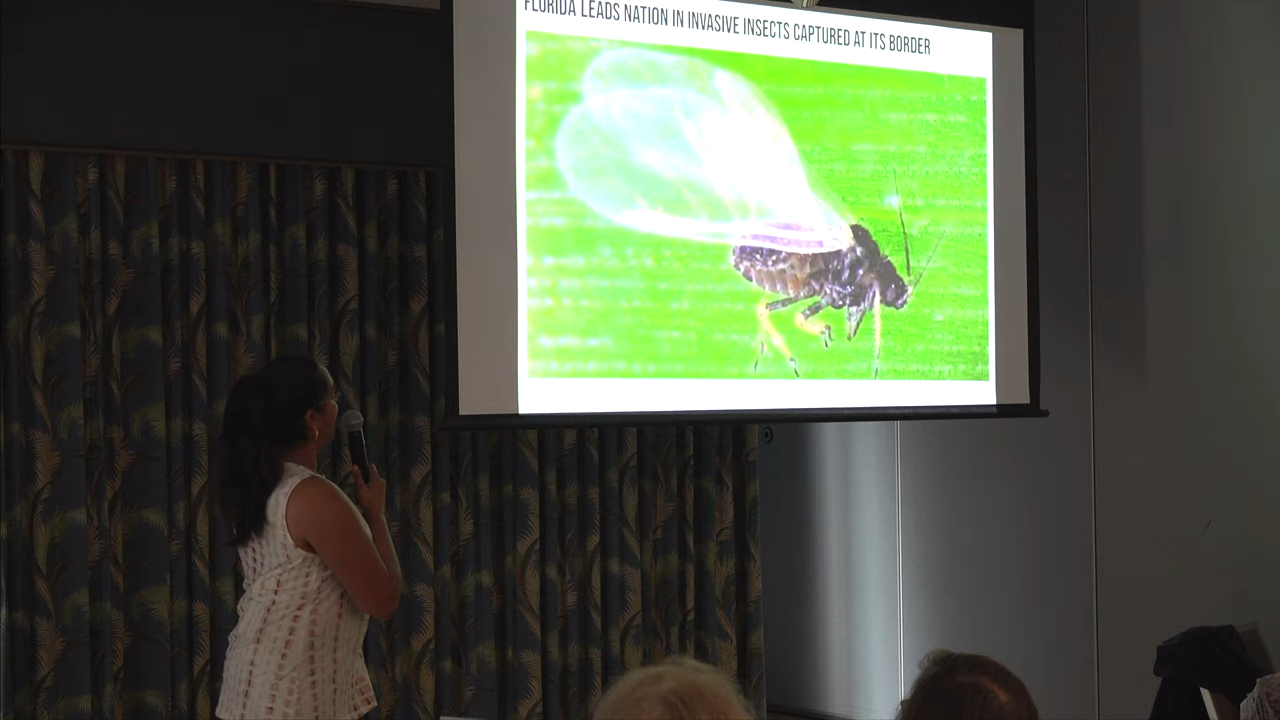 FLORIDA LEADS NATION IN INVASIVE INSECTS CAPTURED AT ITS BORDER